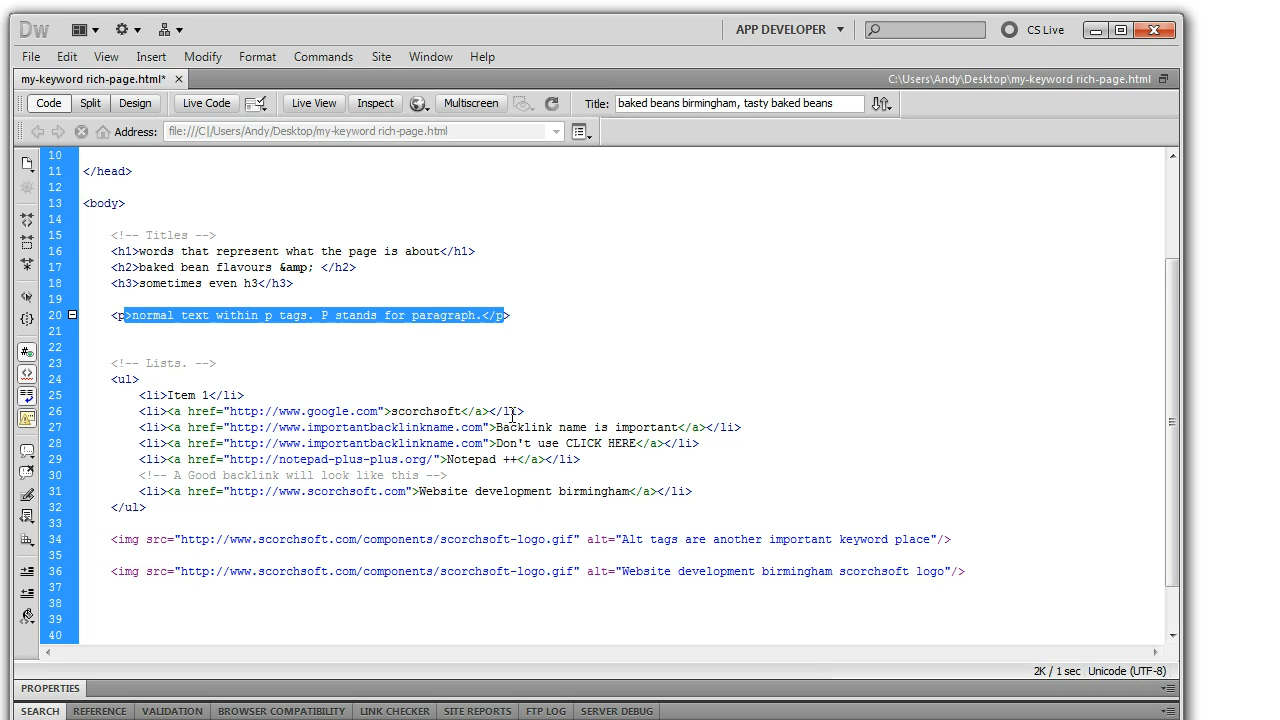 Dw
APP DEVELOPER
CS Live
File Edit View Insert Modify Format Commands Site Window Help
my-keyword rich-page.html* C:\Users\Andy\Desktop\my-keyword rich-page.html
Code Split Design Live Code Live View Inspect Multiscreen Title: baked beans birmingham, tasty baked beans
Address: file:///C|/Users/Andy/Desktop/my-keyword rich-page.html
10
11 </head>
12
13 <body>
14
15 <!-- Titles -->
16 <h1>words that represent what the page is about</h1>
17 <h2>baked bean flavours &amp; </h2>
18 <h3>sometimes even h3</h3>
19
20 <p>normal text within p tags. P stands for paragraph.</p>
21
22
23 <!-- Lists. -->
24 <ul>
25 <li>Item 1</li>
26 <li><a href="http://www.google.com">scorchsoft</a></li>
27 <li><a href="http://www.importantbacklinkname.com">Backlink name is important</a></li>
28 <li><a href="http://www.importantbacklinkname.com">Don't use CLICK HERE</a></li>
29 <li><a href="http://notepad-plus-plus.org/">Notepad ++</a></li>
30 <!-- A Good backlink will look like this -->
31 <li><a href="http://www.scorchsoft.com">Website development birmingham</a></li>
32 </ul>
33
34 <img src="http://www.scorchsoft.com/components/scorchsoft-logo.gif" alt="Alt tags are another important keyword place"/>
35
36 <img src="http://www.scorchsoft.com/components/scorchsoft-logo.gif" alt="Website development birmingham scorchsoft logo"/>
37
38
39
40
2K / 1 sec Unicode (UTF-8)
PROPERTIES
SEARCH REFERENCE VALIDATION BROWSER COMPATIBILITY LINK CHECKER SITE REPORTS FTP LOG SERVER DEBUG